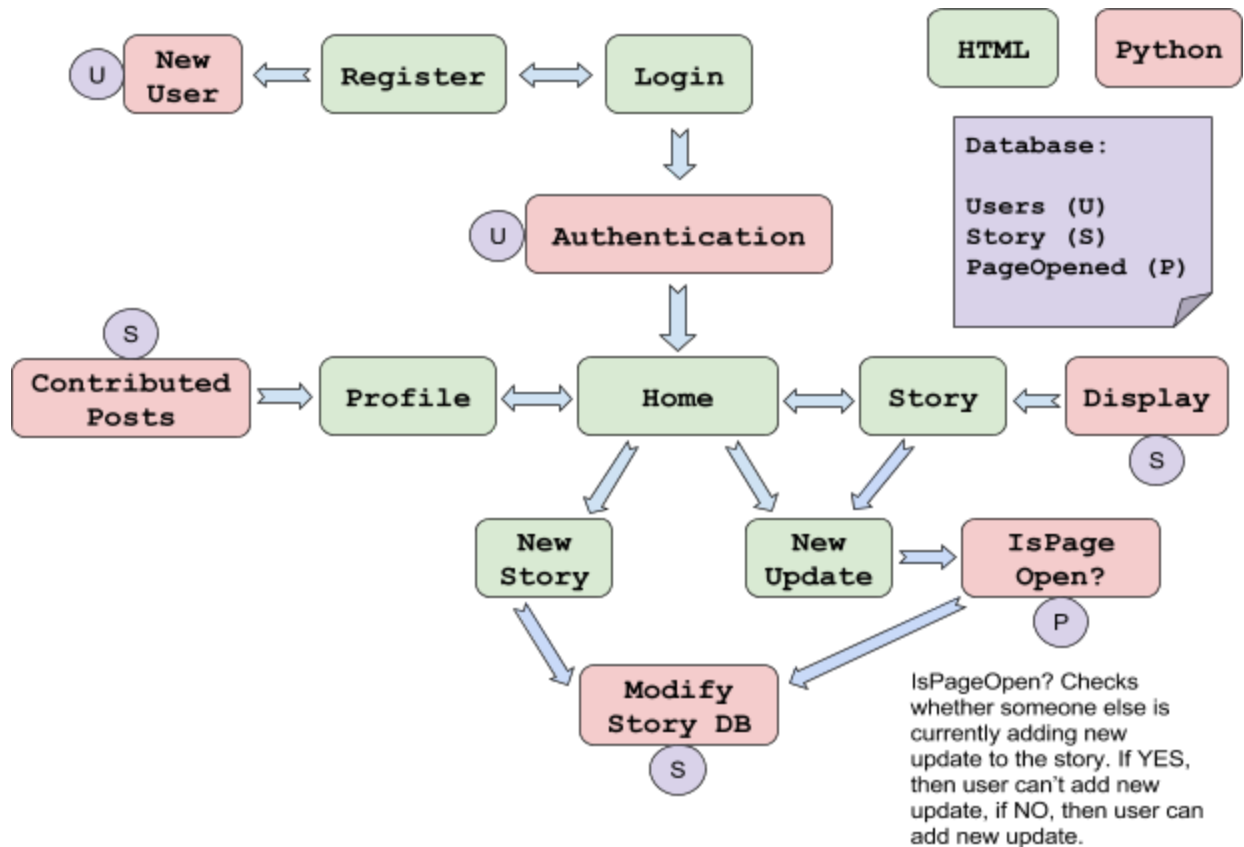 U
New
User
Register
Login
HTML
Python
Database:
Users (U)
Story (S)
PageOpened (P)
U
Authentication
S
Contributed
Posts
Profile
Home
Story
Display
S
New
Story
New
Update
IsPage
Open?
P
Modify
Story DB
S
IsPageOpen? Checks
whether someone else is
currently adding new
update to the story. If YES,
then user can't add new
update, if NO, then user can
add new update.